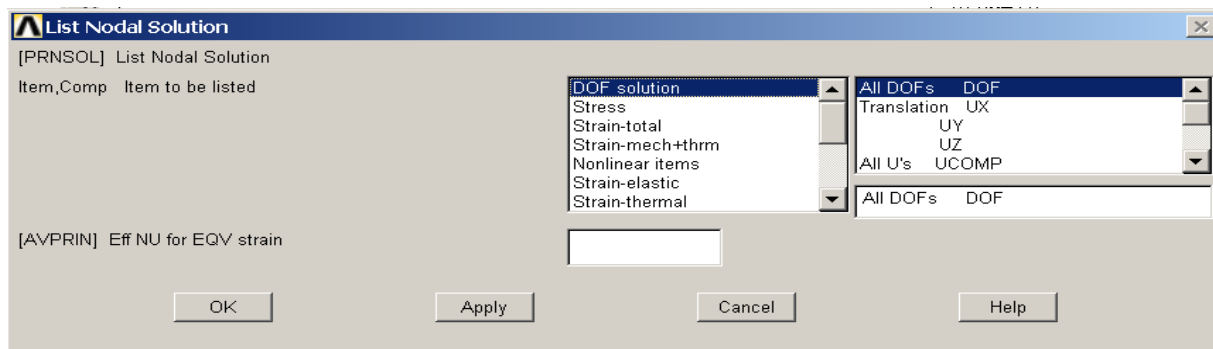 List Nodal Solution
[PRNSOL] List Nodal Solution
Item,Comp Item to be listed
DOF solution
Stress
Strain-total
Strain-mech+thrm
Nonlinear items
Strain-elastic
Strain-thermal
All DOFs DOF
Translation UX
UY
UZ
All U's UCOMP
All DOFs DOF
[AVPRIN] Eff NU for EQV strain
OK Apply Cancel Help